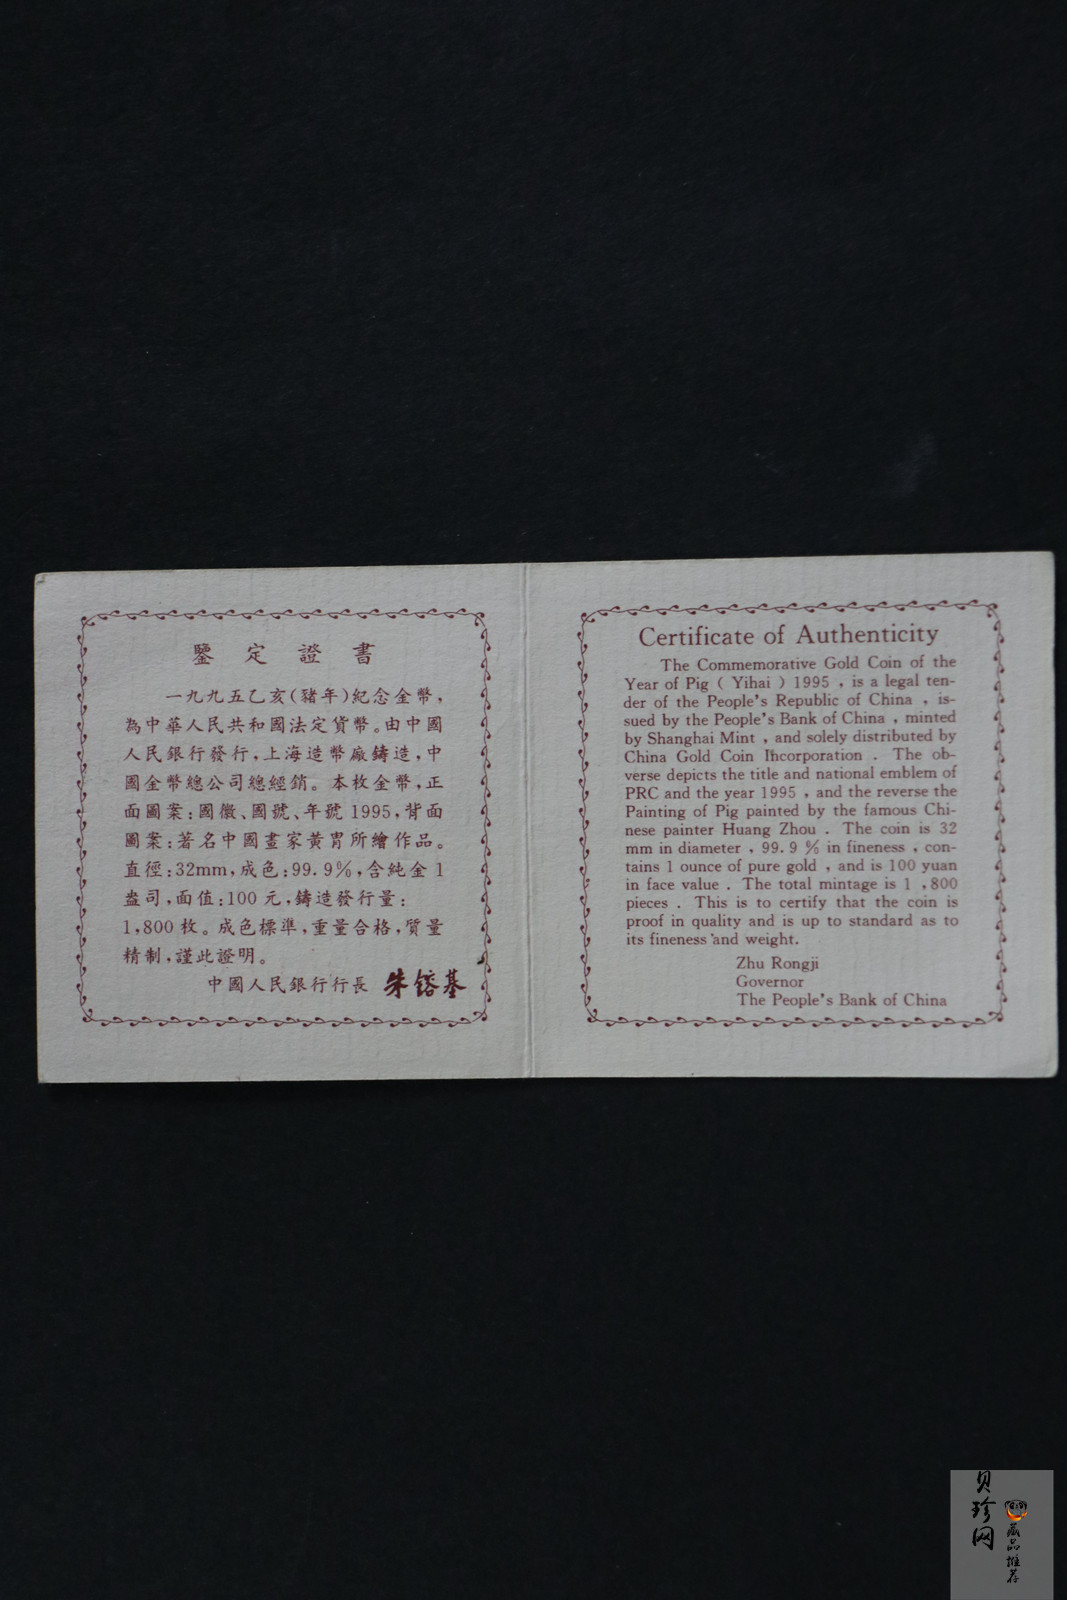 鑒定證書
一九九五乙亥(豬年)紀念金幣,
為中華人民共和國法定貨幣。由中國
人民銀行發行,上海造幣廠鑄造,中
國金幣總公司總經銷。本枚金幣,正
面圖案:國徽、國號、年號1995,背面
圖案:著名中國畫家黃冑所繪作品。
直徑:32mm,成色:99.9%,含純金1
盎司,面值:100元,鑄造發行量:
1,800枚。成色標準,重量合格,質量
精制,謹此證明。
中國人民銀行行長 朱鎔基
Certificate of Authenticity
The Commemorative Gold Coin of the
Year of Pig ( Yihai ) 1995 , is a legal ten-
der of the People's Republic of China , is-
sued by the People's Bank of China , minted
by Shanghai Mint , and solely distributed by
China Gold Coin Incorporation . The ob-
verse depicts the title and national emblem of
PRC and the year 1995 , and the reverse the
Painting of Pig painted by the famous Chi-
nese painter Huang Zhou . The coin is 32
mm in diameter , 99.9 % in fineness , con-
tains 1 ounce of pure gold , and is 100 yuan
in face value . The total mintage is 1 ,800
pieces . This is to certify that the coin is
proof in quality and is up to standard as to
its fineness and weight.
Zhu Rongji
Governor
The People's Bank of China
贝珍网
藏品推荐